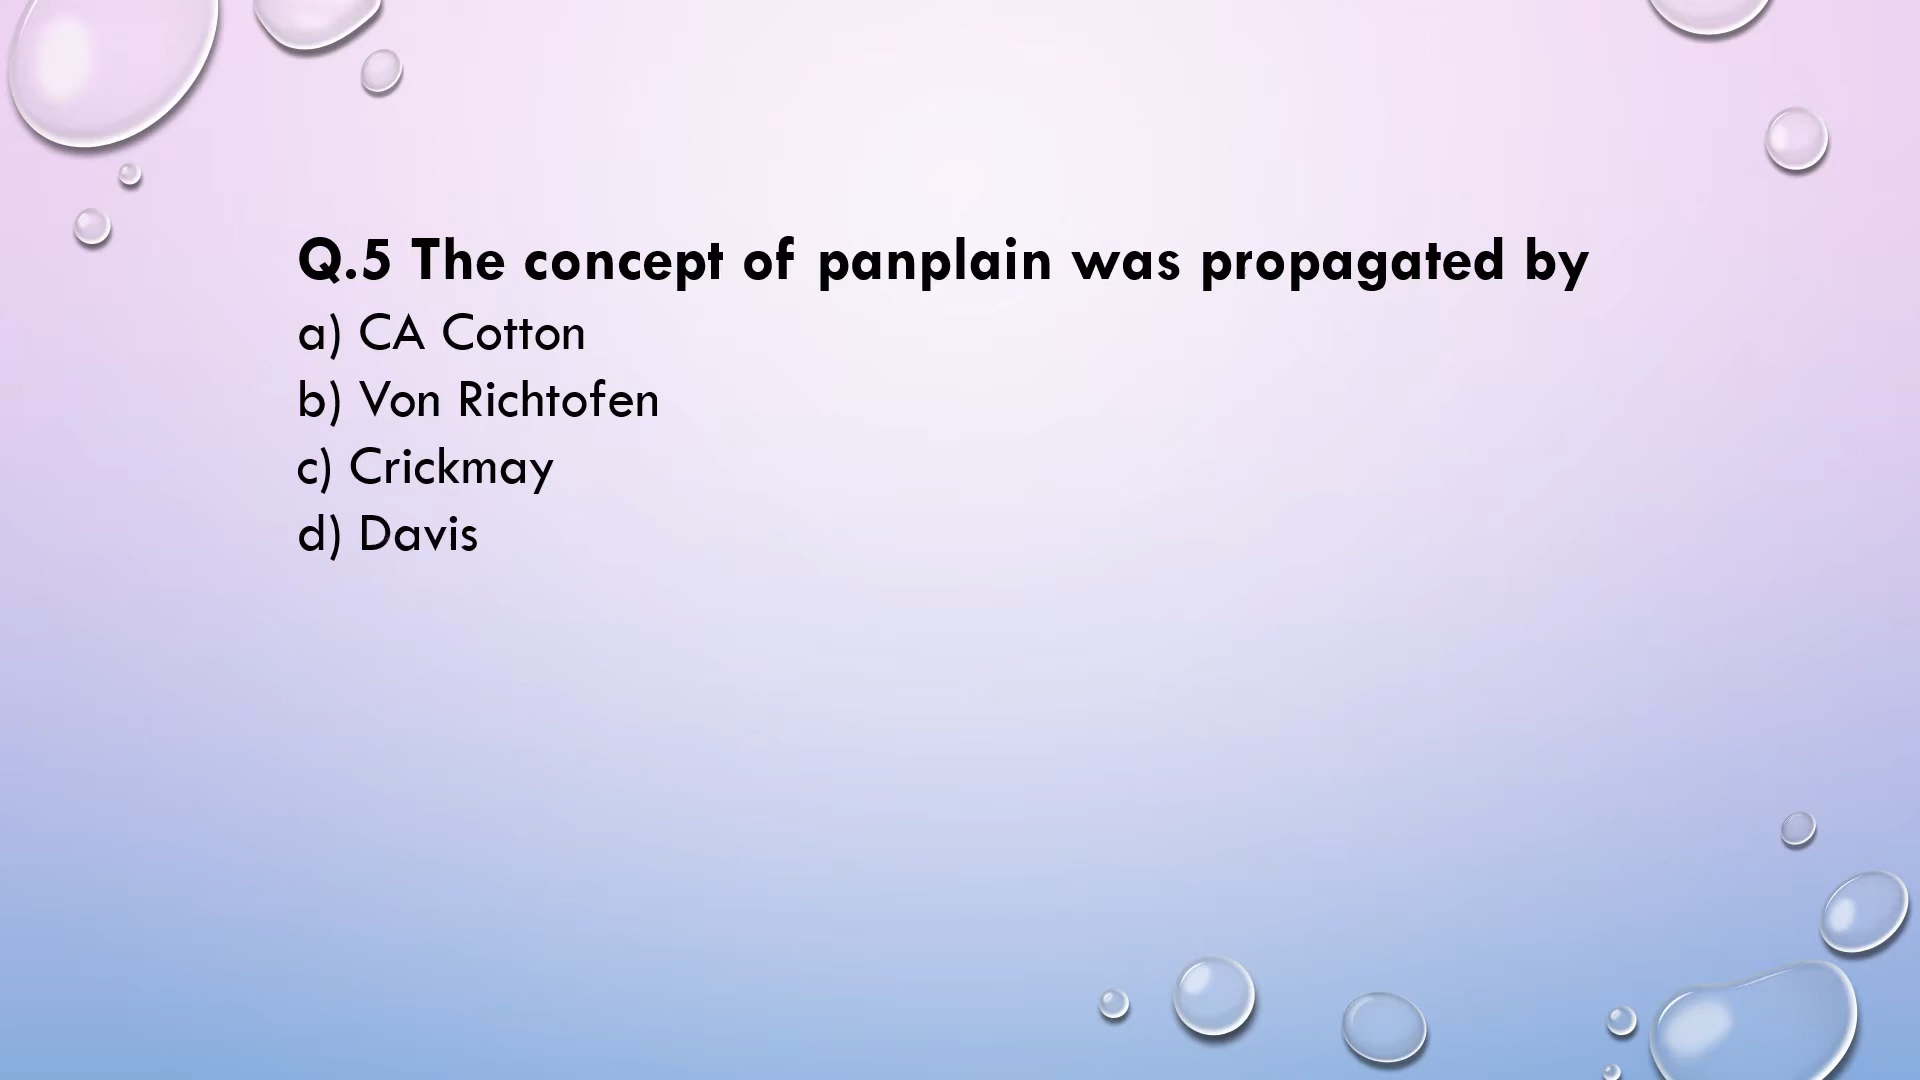 Q.5 The concept of panplain was propagated by
a) CA Cotton
b) Von Richtofen
c) Crickmay
d) Davis